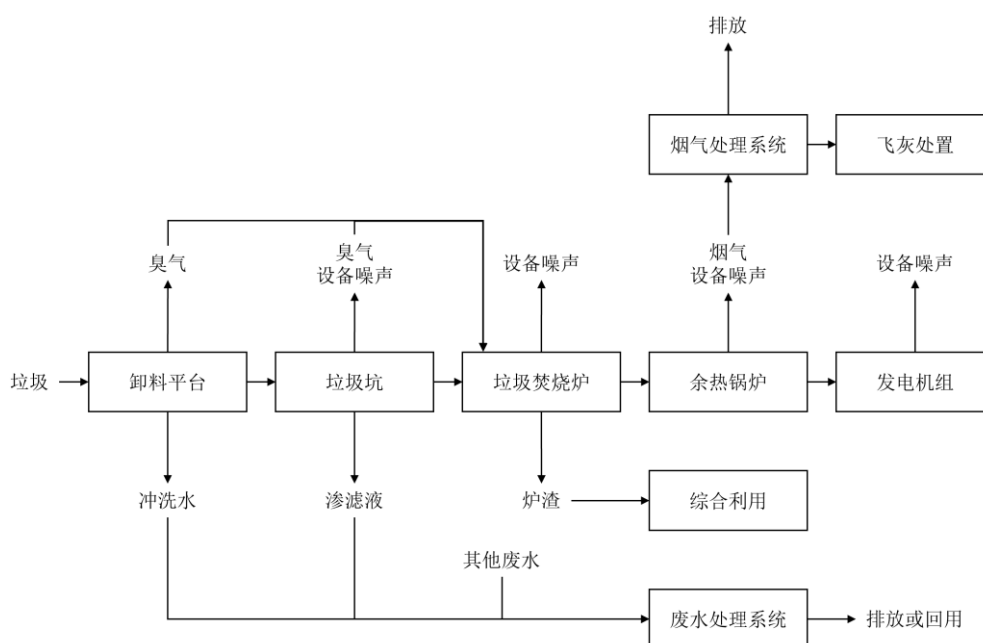 排放
烟气处理系统
飞灰处置
臭气
臭气
设备噪声
设备噪声
烟气
设备噪声
设备噪声
垃圾
卸料平台
垃圾坑
垃圾焚烧炉
余热锅炉
发电机组
冲洗水
渗滤液
炉渣
综合利用
其他废水
废水处理系统
排放或回用